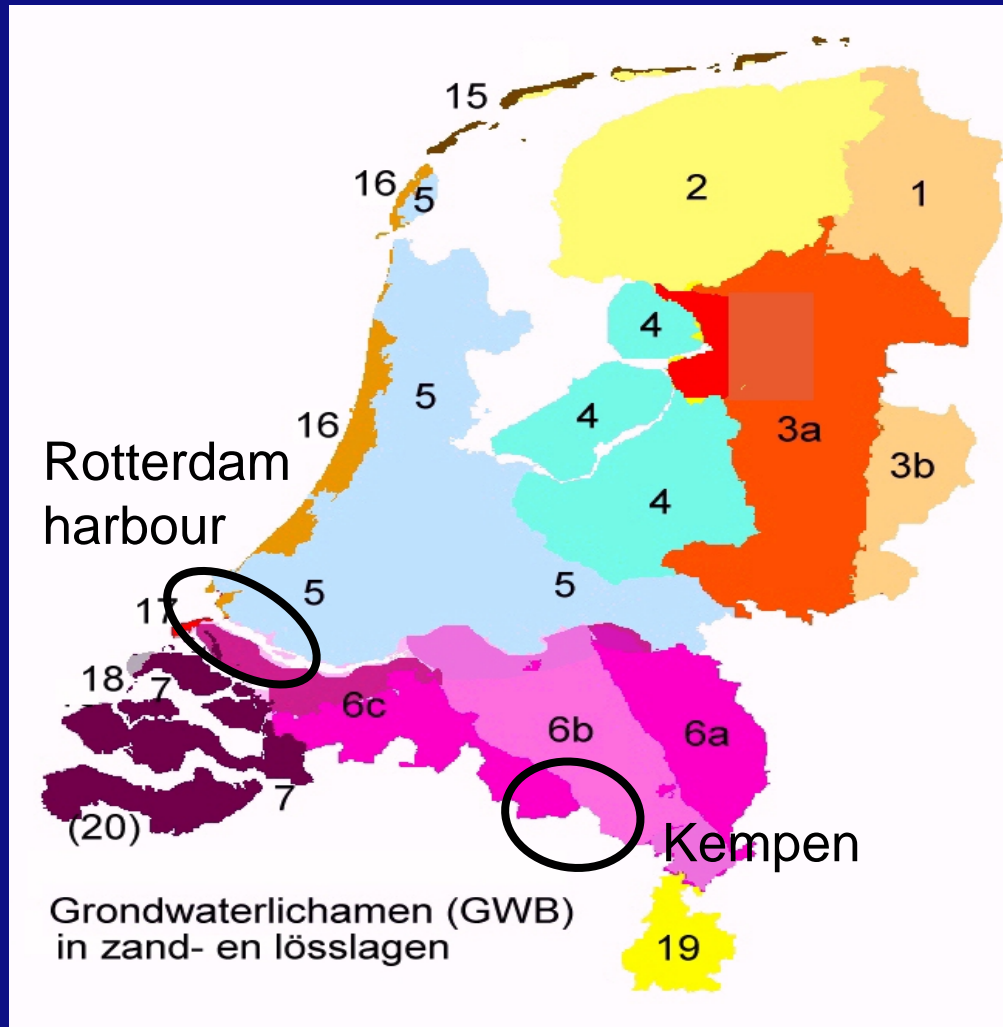 15
16
5
2
1
4
5
4
16
3a
3b
Rotterdam
harbour
4
5
5
17
18
7
6c
6b
6a
7
(20)
Kempen
Grondwaterlichamen (GWB)
in zand- en lösslagen
19